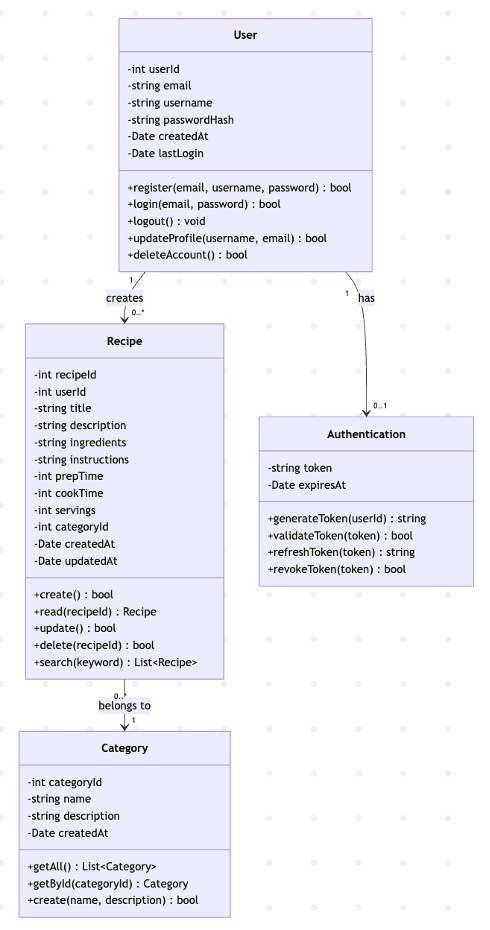 User
-int userId
-string email
-string username
-string passwordHash
-Date createdAt
-Date lastLogin
+register(email, username, password) : bool
+login(email, password) : bool
+logout() : void
+updateProfile(username, email) : bool
+deleteAccount() : bool
1
creates
0..*
1
has
0..1
Recipe
-int recipeId
-int userId
-string title
-string description
-string ingredients
-string instructions
-int prepTime
-int cookTime
-int servings
-int categoryId
-Date createdAt
-Date updatedAt
+create() : bool
+read(recipeId) : Recipe
+update() : bool
+delete(recipeId) : bool
+search(keyword) : List<Recipe>
Authentication
-string token
-Date expiresAt
+generateToken(userId) : string
+validateToken(token) : bool
+refreshToken(token) : string
+revokeToken(token) : bool
0..*
belongs to
1
Category
-int categoryId
-string name
-string description
-Date createdAt
+getAll() : List<Category>
+getById(categoryId) : Category
+create(name, description) : bool